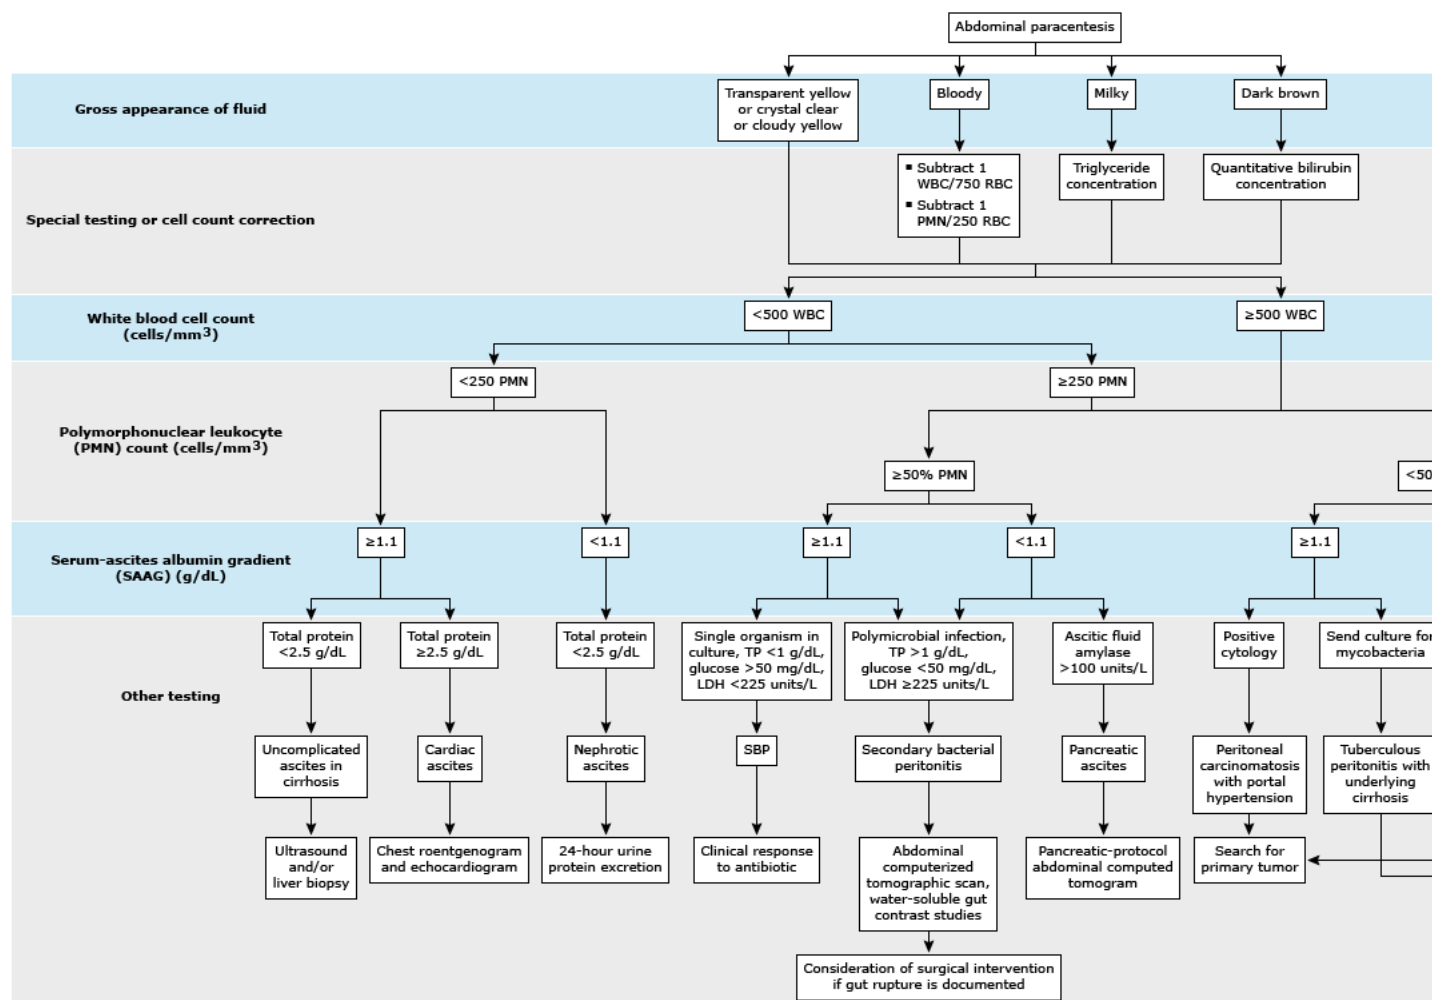 Abdominal paracentesis
Gross appearance of fluid
Transparent yellow
or crystal clear
or cloudy yellow
Bloody
Milky
Dark brown
Special testing or cell count correction
▪ Subtract 1
WBC/750 RBC
▪ Subtract 1
PMN/250 RBC
Triglyceride
concentration
Quantitative bilirubin
concentration
White blood cell count
(cells/mm³)
<500 WBC
≥500 WBC
Polymorphonuclear leukocyte
(PMN) count (cells/mm³)
<250 PMN
≥250 PMN
≥50% PMN
<50
Serum-ascites albumin gradient
(SAAG) (g/dL)
≥1.1
<1.1
≥1.1
<1.1
≥1.1
Other testing
Total protein
<2.5 g/dL
Total protein
≥2.5 g/dL
Total protein
<2.5 g/dL
Single organism in
culture, TP <1 g/dL,
glucose >50 mg/dL,
LDH <225 units/L
Polymicrobial infection,
TP >1 g/dL,
glucose <50 mg/dL,
LDH ≥225 units/L
Ascitic fluid
amylase
>100 units/L
Positive
cytology
Send culture for
mycobacteria
Uncomplicated
ascites in
cirrhosis
Cardiac
ascites
Nephrotic
ascites
SBP
Secondary bacterial
peritonitis
Pancreatic
ascites
Peritoneal
carcinomatosis
with portal
hypertension
Tuberculous
peritonitis with
underlying
cirrhosis
Ultrasound
and/or
liver biopsy
Chest roentgenogram
and echocardiogram
24-hour urine
protein excretion
Clinical response
to antibiotic
Abdominal
computerized
tomographic scan,
water-soluble gut
contrast studies
Pancreatic-protocol
abdominal computed
tomogram
Search for
primary tumor
Consideration of surgical intervention
if gut rupture is documented